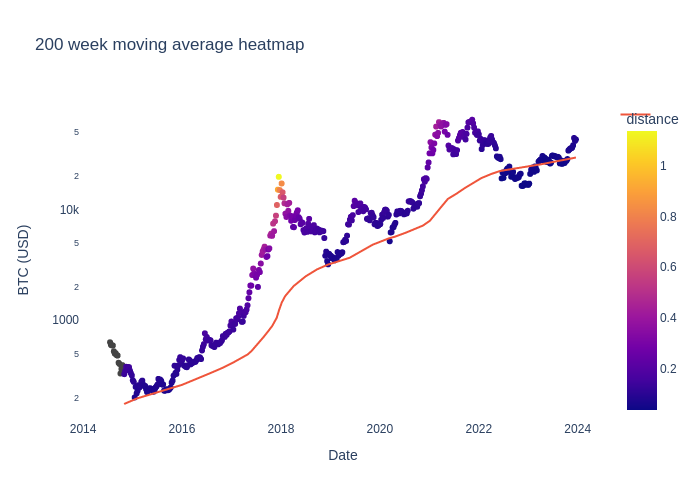 200 week moving average heatmap
distance
5
2
10k
5
2
1000
5
2
BTC (USD)
1
0.8
0.6
0.4
0.2
2014 2016 2018 2020 2022 2024
Date